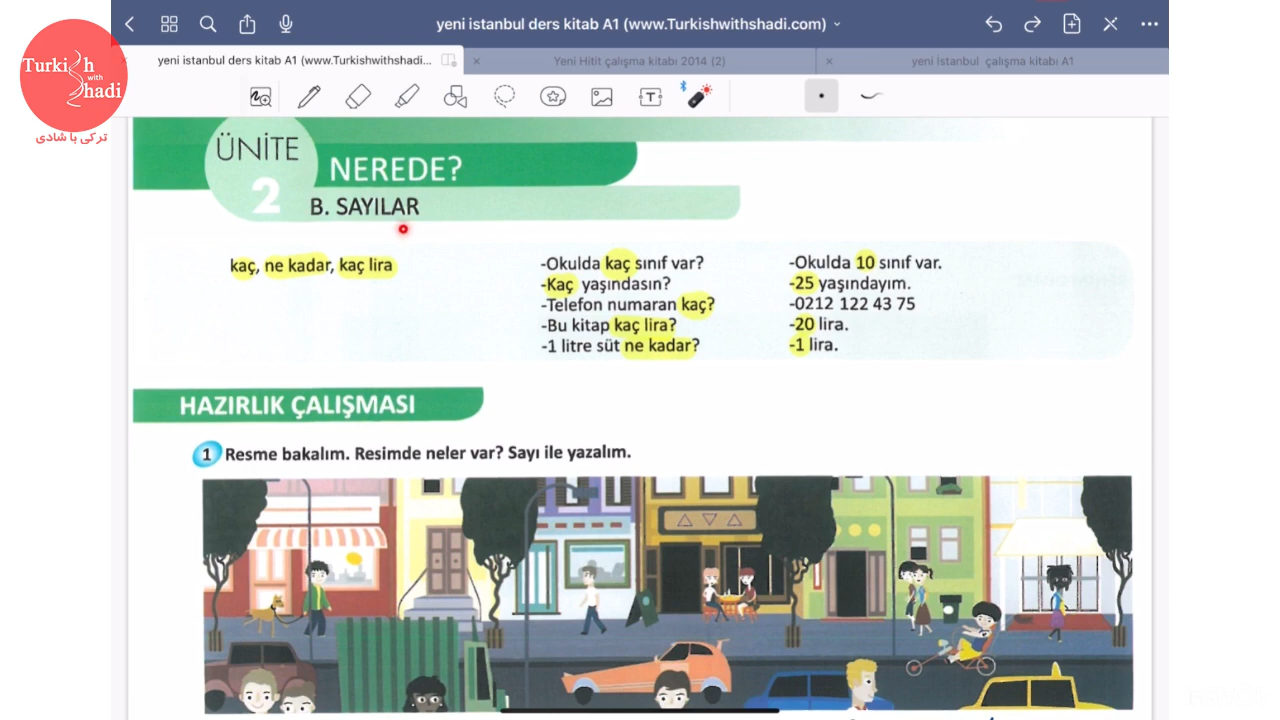 yeni istanbul ders kitab A1 (www.Turkishwithshadi.com)
yeni istanbul ders kitab A1 (www.Turkishwithshadi...
Yeni Hitit çalışma kitabı 2014 (2)
yeni İstanbul çalışma kitabı A1
Turkish
with
Shadi
ترکی با شادی
T
ÜNİTE
2
NEREDE?
B. SAYILAR
kaç, ne kadar, kaç lira
-Okulda kaç sınıf var?
-Kaç yaşındasın?
-Telefon numaran kaç?
-Bu kitap kaç lira?
-1 litre süt ne kadar?
-Okulda 10 sınıf var.
-25 yaşındayım.
-0212 122 43 75
-20 lira.
-1 lira.
HAZIRLIK ÇALIŞMASI
1 Resme bakalım. Resimde neler var? Sayı ile yazalım.